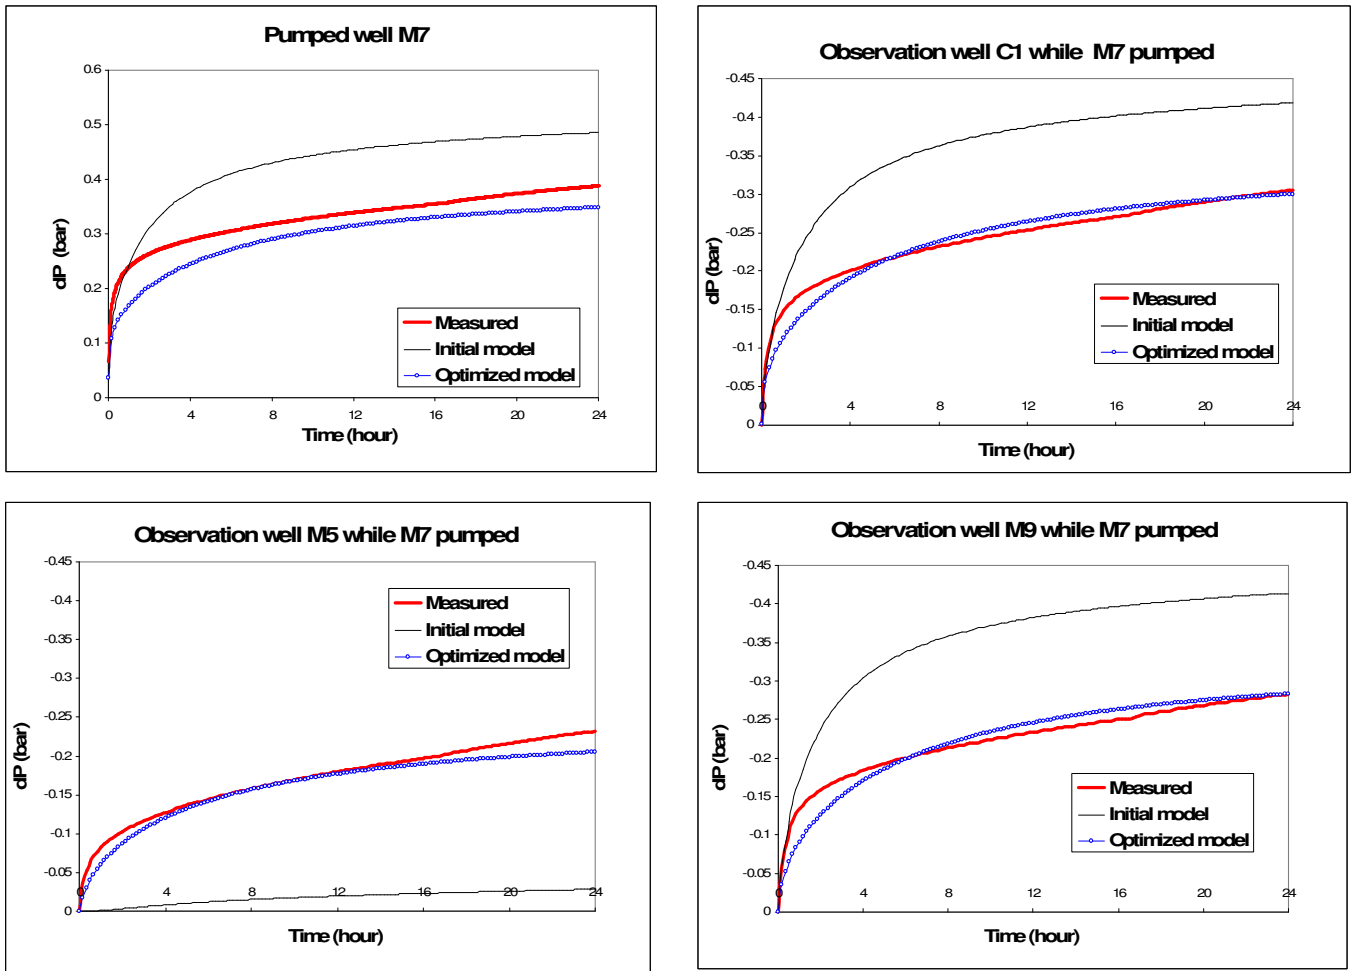 Pumped well M7
0.6
0.5
0.4
0.3
0.2
0.1
0
dP (bar)
Measured
Initial model
Optimized model
0 4 8 12 16 20 24
Time (hour)
Observation well C1 while M7 pumped
-0.45
-0.4
-0.35
-0.3
-0.25
-0.2
-0.15
-0.1
-0.05
0
dP (bar)
Measured
Initial model
Optimized model
0 4 8 12 16 20 24
Time (hour)
Observation well M5 while M7 pumped
-0.45
-0.4
-0.35
-0.3
-0.25
-0.2
-0.15
-0.1
-0.05
0
dP (bar)
Measured
Initial model
Optimized model
0 4 8 12 16 20 24
Time (hour)
Observation well M9 while M7 pumped
-0.45
-0.4
-0.35
-0.3
-0.25
-0.2
-0.15
-0.1
-0.05
0
dP (bar)
Measured
Initial model
Optimized model
0 4 8 12 16 20 24
Time (hour)